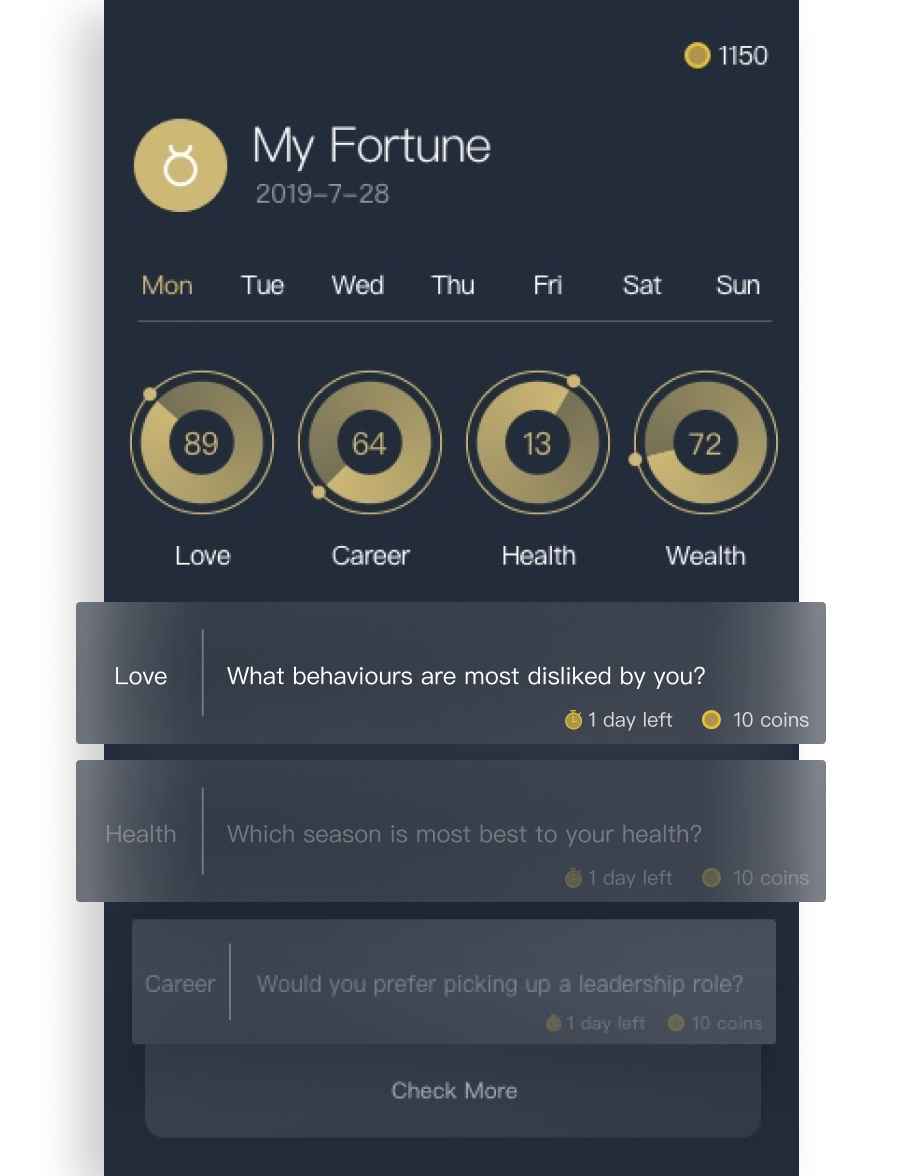 1150
My Fortune
2019-7-28
Mon Tue Wed Thu Fri Sat Sun
89 64 13 72
Love Career Health Wealth
Love What behaviours are most disliked by you?
1 day left 10 coins
Health Which season is most best to your health?
1 day left 10 coins
Career Would you prefer picking up a leadership role?
1 day left 10 coins
Check More